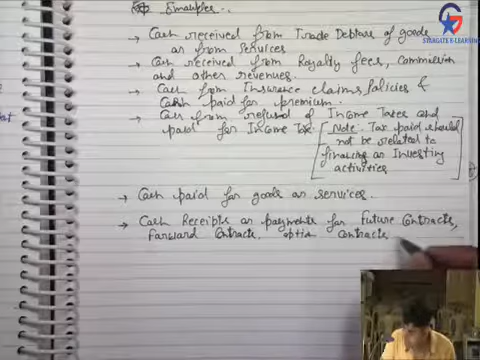 Examples :-
→ Cash received from Trade Debtors of goods
or from services
→ Cash received from Royalty fees, Commission
and other revenues.
→ Cash from Insurance claims Policies &
Cash paid for premium.
→ Cash from refund of Income Taxes and
paid for Income Tax. [Note: Tax paid should
not be related to
financing or Investing
activities]
→ Cash paid for goods or services.
→ Cash Receipts or payments for Future Contracts,
Forward Contracts, option contracts
STARGATE E-LEARNING